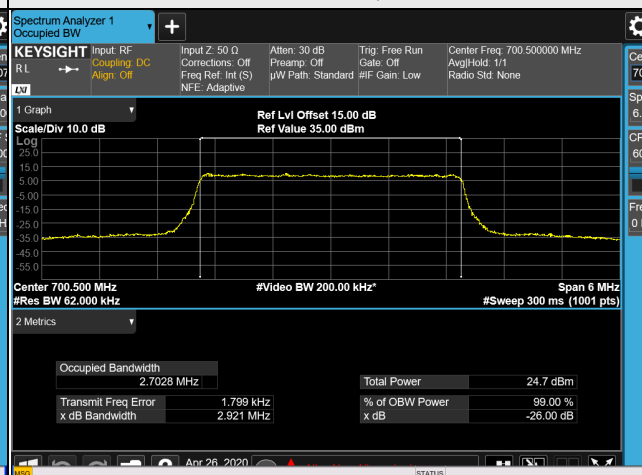 Spectrum Analyzer 1
Occupied BW
KEYSIGHT
RL
LXI
Input: RF
Coupling: DC
Align: Off
Input Z: 50 Ω
Corrections: Off
Freq Ref: Int (S)
NFE: Adaptive
Atten: 30 dB
Preamp: Off
µW Path: Standard
Trig: Free Run
Gate: Off
#IF Gain: Low
Center Freq: 700.500000 MHz
Avg|Hold: 1/1
Radio Std: None
1 Graph
Scale/Div 10.0 dB
Ref Lvl Offset 15.00 dB
Ref Value 35.00 dBm
Log
25.0
15.0
5.00
-5.00
-15.0
-25.0
-35.0
-45.0
-55.0
Center 700.500 MHz
#Res BW 62.000 kHz
#Video BW 200.00 kHz*
Span 6 MHz
#Sweep 300 ms (1001 pts)
2 Metrics
Occupied Bandwidth
2.7028 MHz
Transmit Freq Error 1.799 kHz
x dB Bandwidth 2.921 MHz
Total Power 24.7 dBm
% of OBW Power 99.00 %
x dB -26.00 dB
Apr 26, 2020
MSG
STATUS